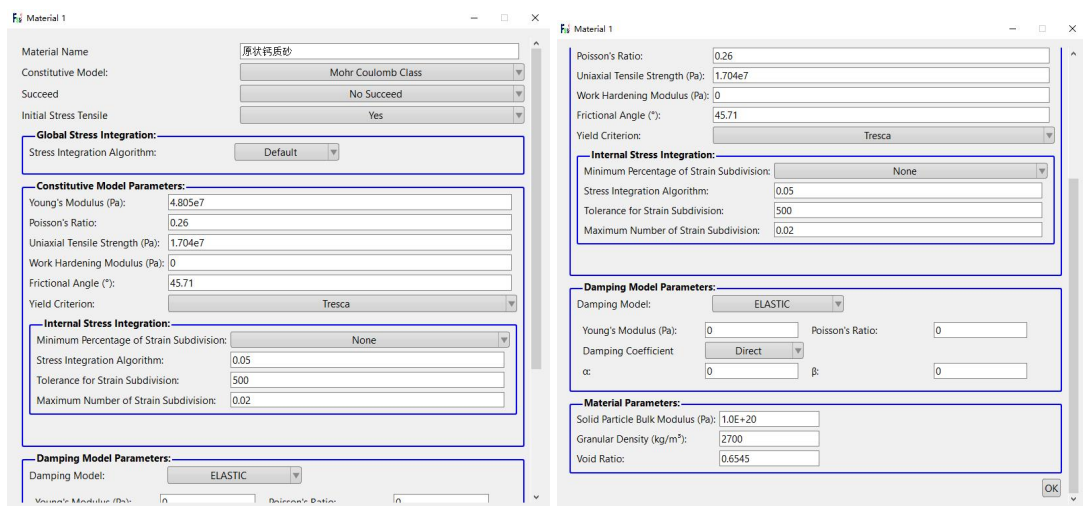 Material 1
Material Name 原状钙质砂
Constitutive Model: Mohr Coulomb Class
Succeed No Succeed
Initial Stress Tensile Yes
Global Stress Integration:
Stress Integration Algorithm: Default
Constitutive Model Parameters:
Young's Modulus (Pa): 4.805e7
Poisson's Ratio: 0.26
Uniaxial Tensile Strength (Pa): 1.704e7
Work Hardening Modulus (Pa): 0
Frictional Angle (°): 45.71
Yield Criterion: Tresca
Internal Stress Integration:
Minimum Percentage of Strain Subdivision: None
Stress Integration Algorithm: 0.05
Tolerance for Strain Subdivision: 500
Maximum Number of Strain Subdivision: 0.02
Damping Model Parameters:
Damping Model: ELASTIC
Young's Modulus (Pa): 0 Poisson's Ratio: 0
Material 1
Poisson's Ratio: 0.26
Uniaxial Tensile Strength (Pa): 1.704e7
Work Hardening Modulus (Pa): 0
Frictional Angle (°): 45.71
Yield Criterion: Tresca
Internal Stress Integration:
Minimum Percentage of Strain Subdivision: None
Stress Integration Algorithm: 0.05
Tolerance for Strain Subdivision: 500
Maximum Number of Strain Subdivision: 0.02
Damping Model Parameters:
Damping Model: ELASTIC
Young's Modulus (Pa): 0 Poisson's Ratio: 0
Damping Coefficient Direct
α: 0 β: 0
Material Parameters:
Solid Particle Bulk Modulus (Pa): 1.0E+20
Granular Density (kg/m³): 2700
Void Ratio: 0.6545
OK